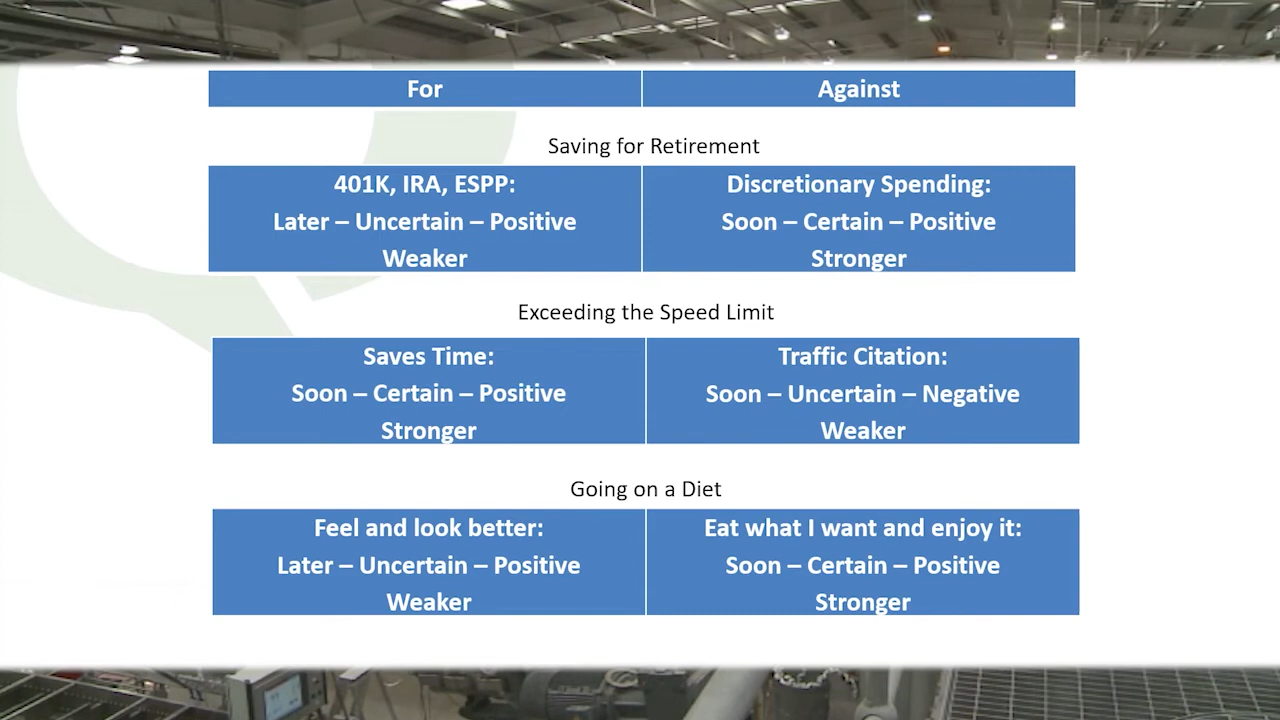 For
Against
Saving for Retirement
401K, IRA, ESPP:
Later – Uncertain – Positive
Weaker
Discretionary Spending:
Soon – Certain – Positive
Stronger
Exceeding the Speed Limit
Saves Time:
Soon – Certain – Positive
Stronger
Traffic Citation:
Soon – Uncertain – Negative
Weaker
Going on a Diet
Feel and look better:
Later – Uncertain – Positive
Weaker
Eat what I want and enjoy it:
Soon – Certain – Positive
Stronger